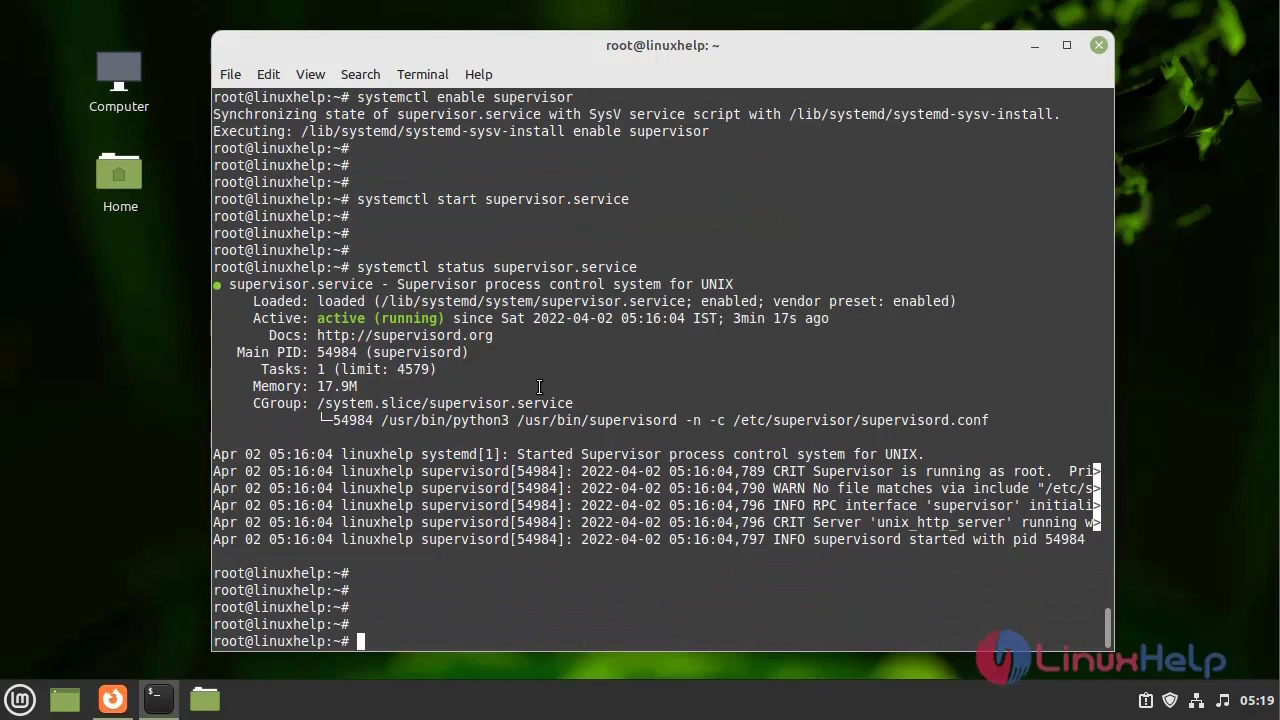 root@linuxhelp: ~
File Edit View Search Terminal Help
Computer
Home
root@linuxhelp:~# systemctl enable supervisor
Synchronizing state of supervisor.service with SysV service script with /lib/systemd/systemd-sysv-install.
Executing: /lib/systemd/systemd-sysv-install enable supervisor
root@linuxhelp:~#
root@linuxhelp:~#
root@linuxhelp:~#
root@linuxhelp:~# systemctl start supervisor.service
root@linuxhelp:~#
root@linuxhelp:~#
root@linuxhelp:~#
root@linuxhelp:~# systemctl status supervisor.service
● supervisor.service - Supervisor process control system for UNIX
Loaded: loaded (/lib/systemd/system/supervisor.service; enabled; vendor preset: enabled)
Active: active (running) since Sat 2022-04-02 05:16:04 IST; 3min 17s ago
Docs: http://supervisord.org
Main PID: 54984 (supervisord)
Tasks: 1 (limit: 4579)
Memory: 17.9M
CGroup: /system.slice/supervisor.service
└─54984 /usr/bin/python3 /usr/bin/supervisord -n -c /etc/supervisor/supervisord.conf
Apr 02 05:16:04 linuxhelp systemd[1]: Started Supervisor process control system for UNIX.
Apr 02 05:16:04 linuxhelp supervisord[54984]: 2022-04-02 05:16:04,789 CRIT Supervisor is running as root.  Pri>
Apr 02 05:16:04 linuxhelp supervisord[54984]: 2022-04-02 05:16:04,790 WARN No file matches via include "/etc/s>
Apr 02 05:16:04 linuxhelp supervisord[54984]: 2022-04-02 05:16:04,796 INFO RPC interface 'supervisor' initiali>
Apr 02 05:16:04 linuxhelp supervisord[54984]: 2022-04-02 05:16:04,796 CRIT Server 'unix_http_server' running w>
Apr 02 05:16:04 linuxhelp supervisord[54984]: 2022-04-02 05:16:04,797 INFO supervisord started with pid 54984
root@linuxhelp:~#
root@linuxhelp:~#
root@linuxhelp:~#
root@linuxhelp:~#
root@linuxhelp:~#
LinuxHelp
05:19